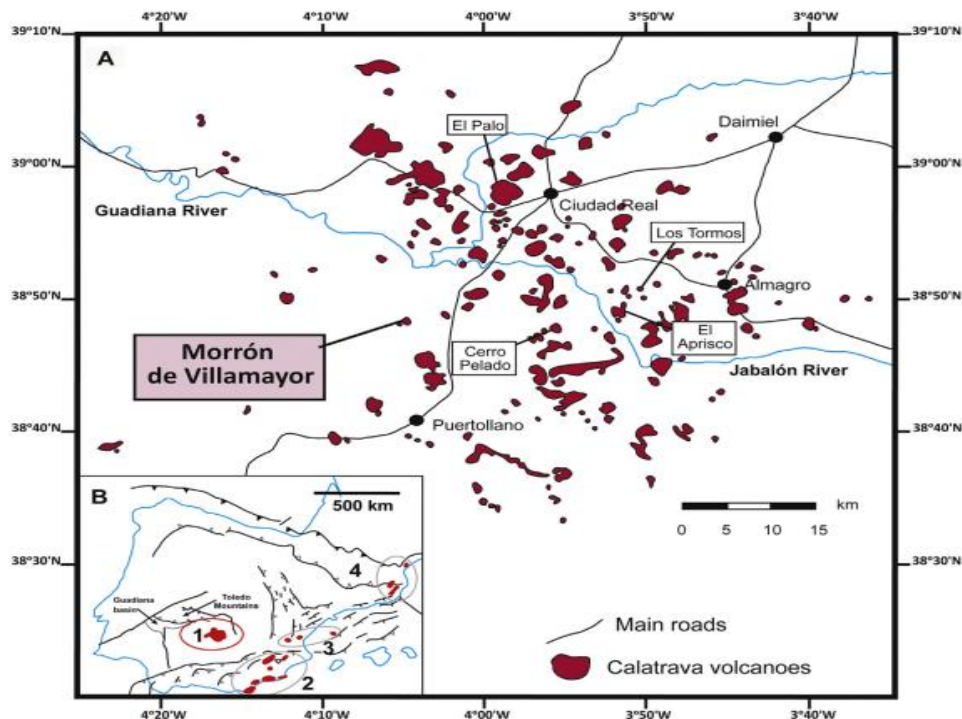 4°20'W
4°10'W
4°00'W
3°50'W
3°40'W
39°10'N
39°10'N
A
El Palo
Daimiel
39°00'N
39°00'N
Guadiana River
Ciudad Real
Los Tormos
38°50'N
Almagro
38°50'N
Morrón
de Villamayor
Cerro
Pelado
El
Aprisco
Jabalón River
38°40'N
Puertollano
38°40'N
B
500 km
km
0 5 10 15
38°30'N
38°30'N
4
Guadiana
basin
Toledo
Mountains
1
3
2
Main roads
Calatrava volcanoes
4°20'W
4°10'W
4°00'W
3°50'W
3°40'W